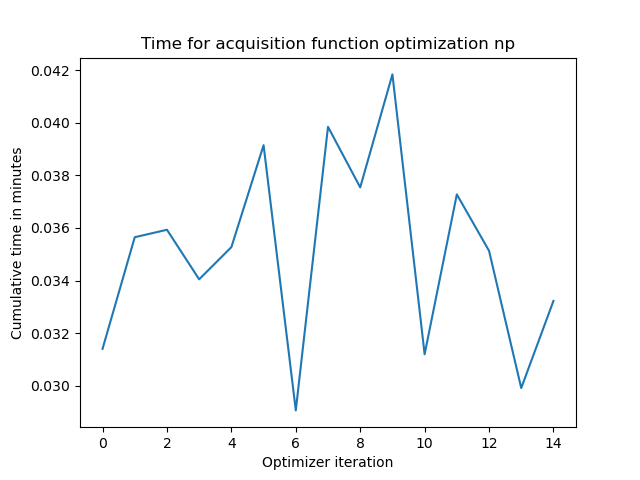 Time for acquisition function optimization np
0.042
0.040
0.038
0.036
0.034
0.032
0.030
Cumulative time in minutes
0 2 4 6 8 10 12 14
Optimizer iteration